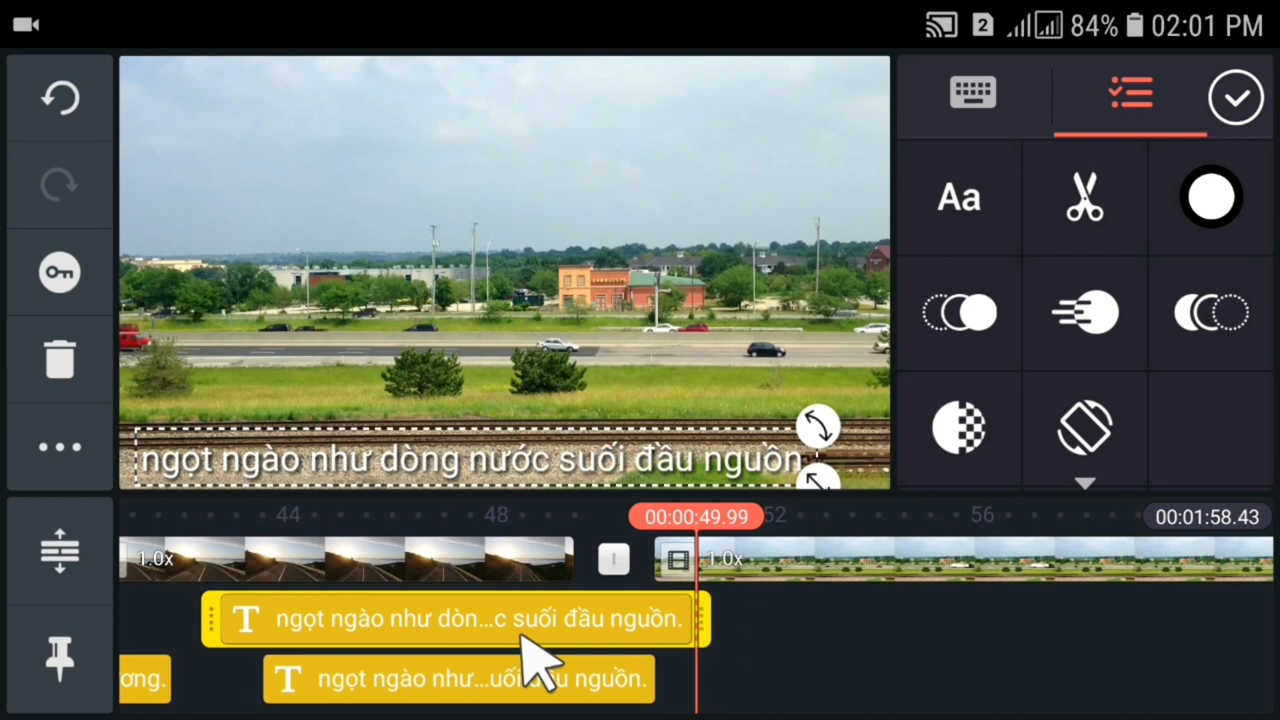 2 84% 02:01 PM
Aa
ngọt ngào như dòng nước suối đầu nguồn
44 48 00:00:49.99 52 56 00:01:58.43
1.0x 1.0x
T ngọt ngào như dòn...c suối đầu nguồn.
ơng. T ngọt ngào như...uối nguồn.